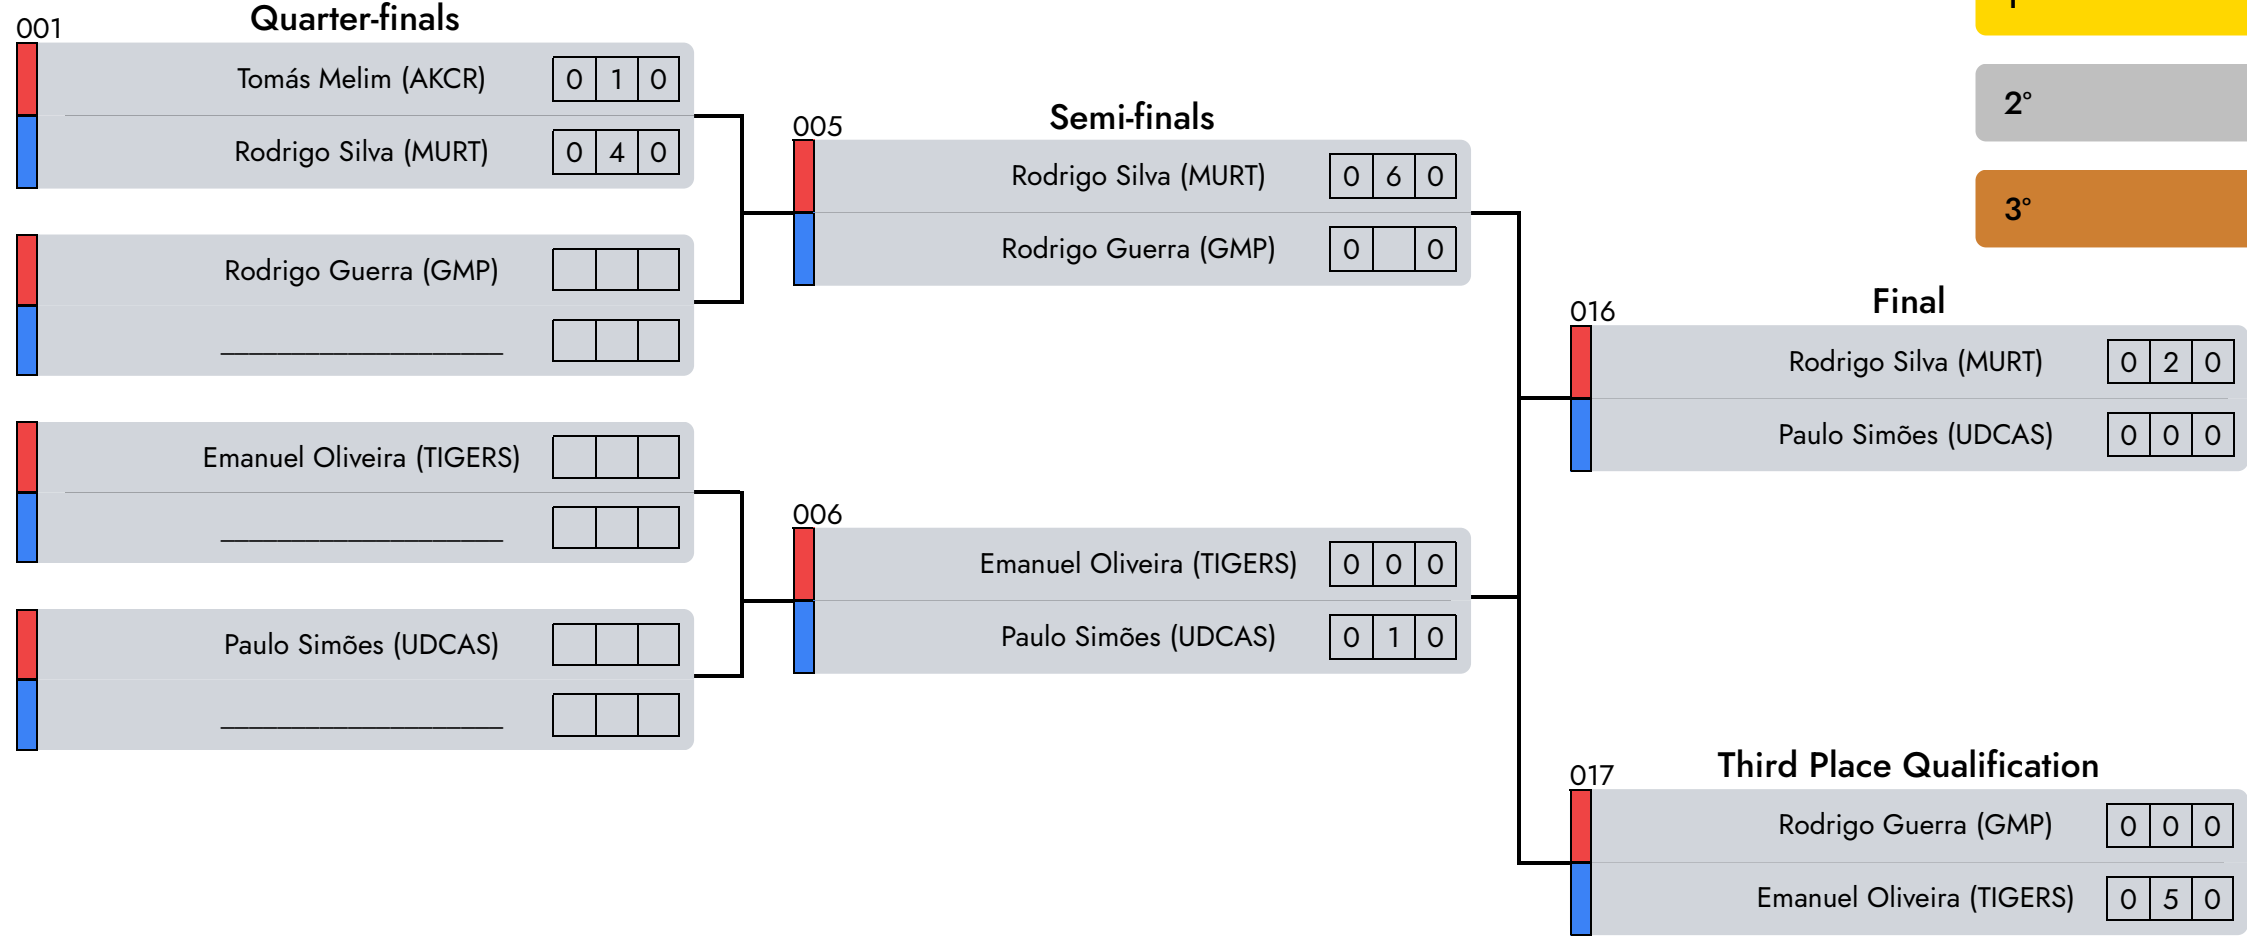 Quarter-finals
001
Tomás Melim (AKCR) 0 1 0
Rodrigo Silva (MURT) 0 4 0
Rodrigo Guerra (GMP)
____________________
Emanuel Oliveira (TIGERS)
____________________
Paulo Simões (UDCAS)
____________________
Semi-finals
005
Rodrigo Silva (MURT) 0 6 0
Rodrigo Guerra (GMP) 0 0
006
Emanuel Oliveira (TIGERS) 0 0 0
Paulo Simões (UDCAS) 0 1 0
2°
3°
Final
016
Rodrigo Silva (MURT) 0 2 0
Paulo Simões (UDCAS) 0 0 0
Third Place Qualification
017
Rodrigo Guerra (GMP) 0 0 0
Emanuel Oliveira (TIGERS) 0 5 0